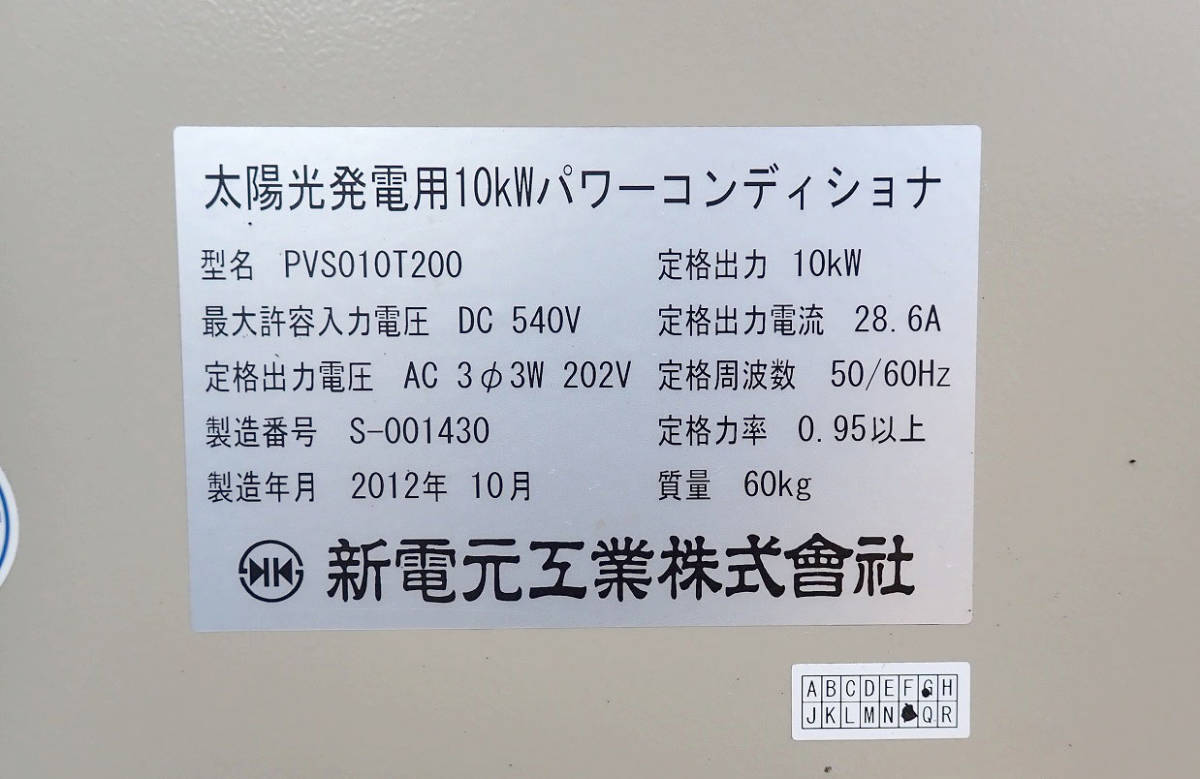 太陽光発電用10kWパワーコンディショナ
型名 PVS010T200 定格出力 10kW
最大許容入力電圧 DC 540V 定格出力電流 28.6A
定格出力電圧 AC 3φ3W 202V 定格周波数 50/60Hz
製造番号 S-001430 定格力率 0.95以上
製造年月 2012年 10月 質量 60kg
新電元工業株式會社
ABCDEFGH
JKLMN QR